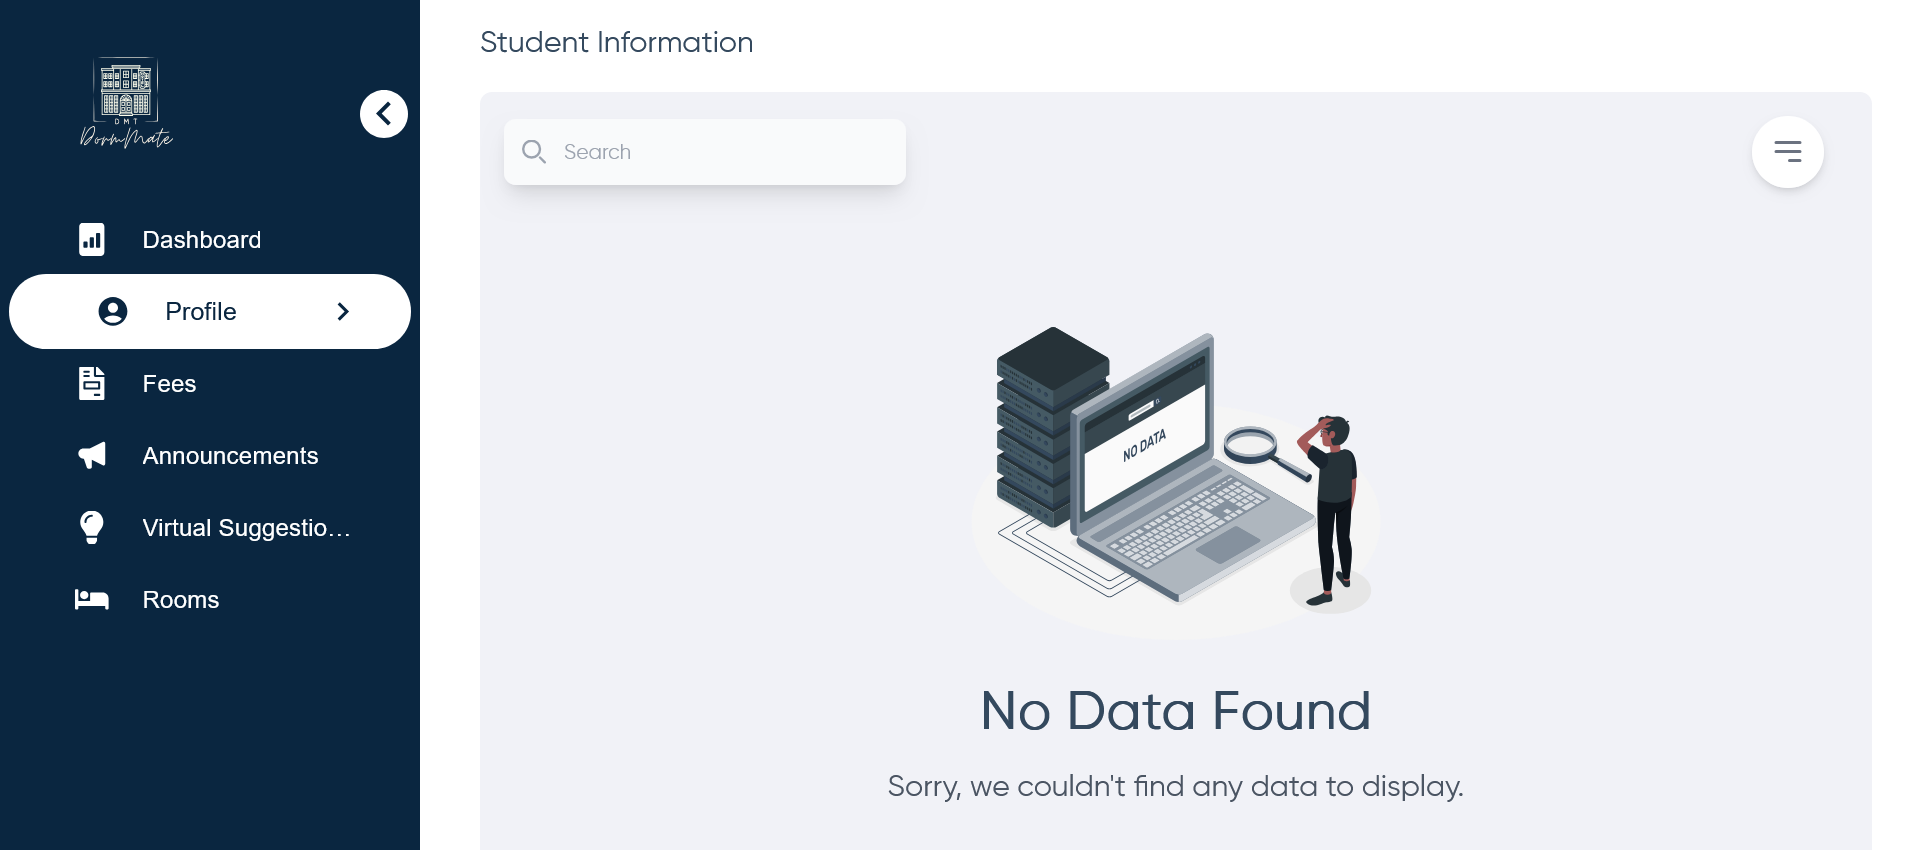 DMT
DormMate
Dashboard
Profile
Fees
Announcements
Virtual Suggestio...
Rooms
Student Information
Search
NO DATA
No Data Found
Sorry, we couldn't find any data to display.